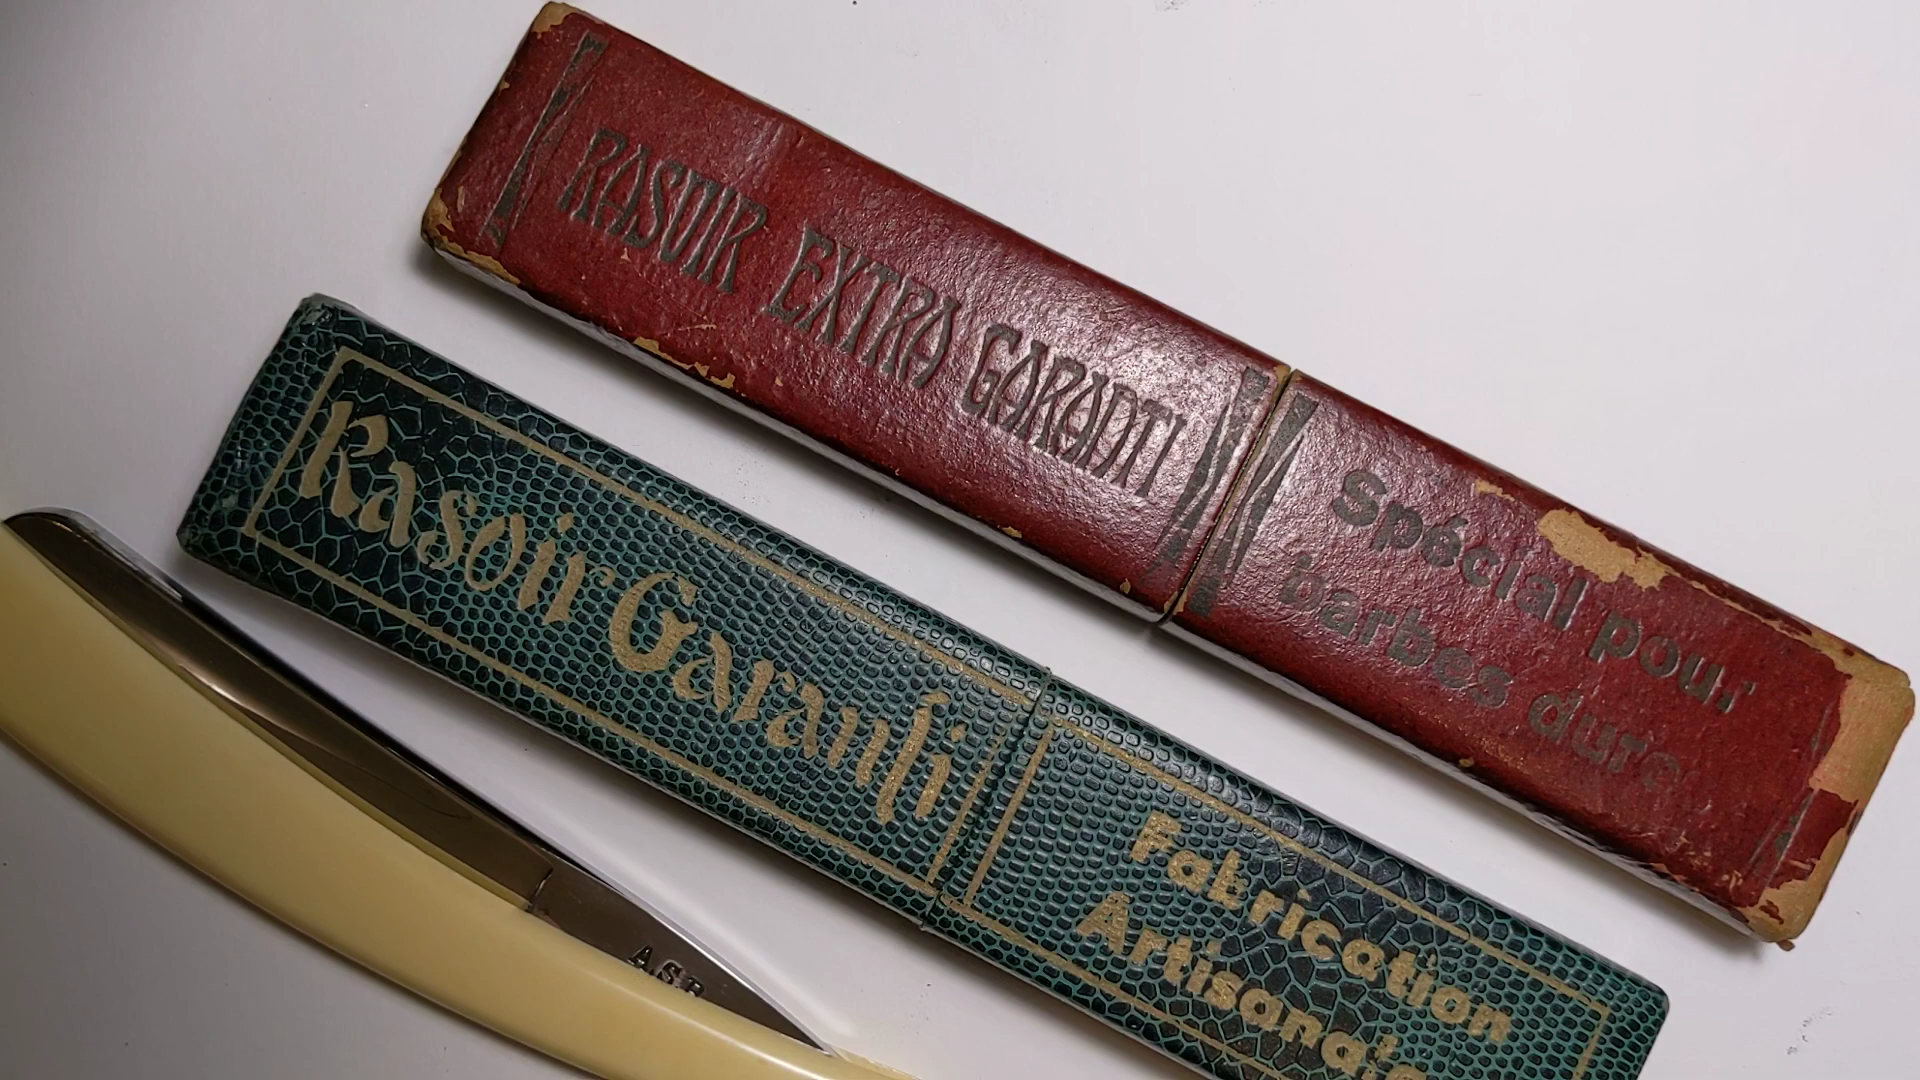 RASOIR EXTRA GARANTI
Spécial pour
barbes dures
Rasoir Garanti
Fabrication
Artisanale
A.S.R